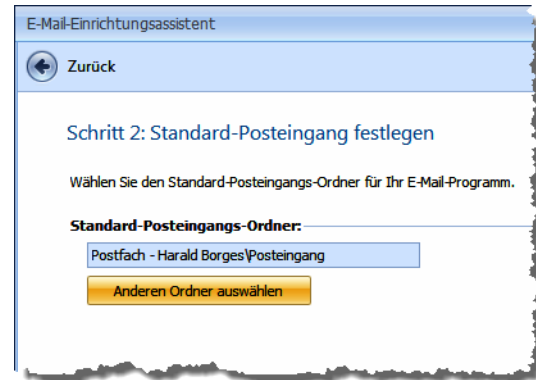 E-Mail-Einrichtungsassistent
Zurück
Schritt 2: Standard-Posteingang festlegen
Wählen Sie den Standard-Posteingangs-Ordner für Ihr E-Mail-Programm.
Standard-Posteingangs-Ordner:
Postfach - Harald Borges\Posteingang
Anderen Ordner auswählen